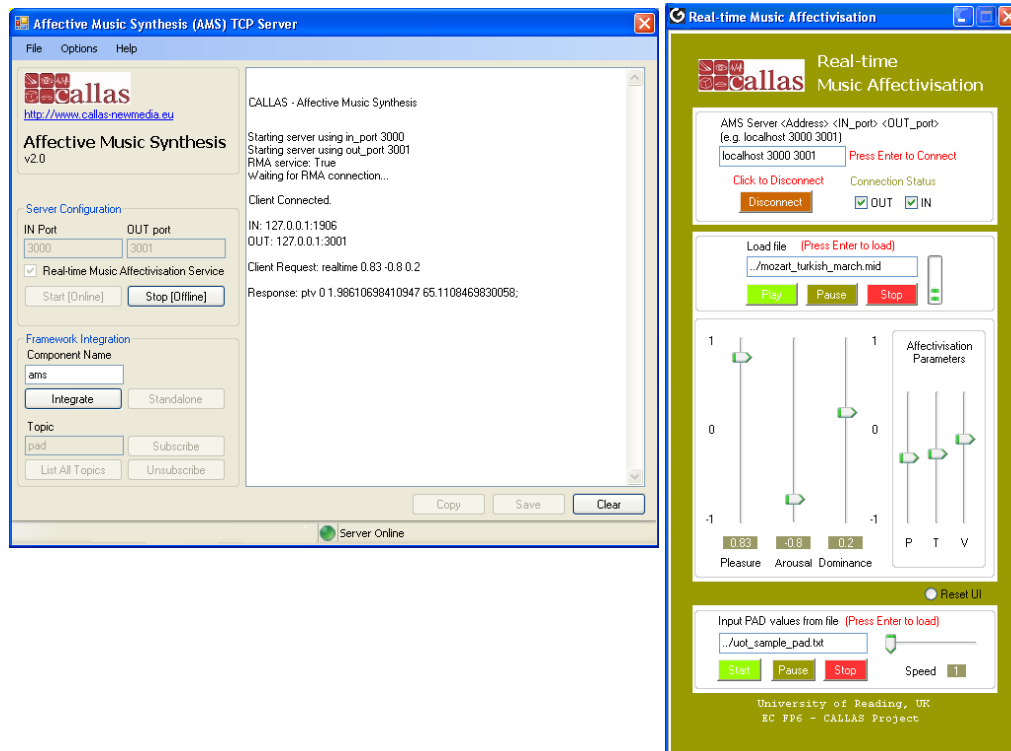 Affective Music Synthesis (AMS) TCP Server
File Options Help
callas
http://www.callas-newmedia.eu
Affective Music Synthesis
v2.0
Server Configuration
IN Port OUT port
3000 3001
Real-time Music Affectivisation Service
Start [Online] Stop [Offline]
Framework Integration
Component Name
ams
Integrate Standalone
Topic
pad Subscribe
List All Topics Unsubscribe
CALLAS - Affective Music Synthesis
Starting server using in_port 3000
Starting server using out_port 3001
RMA service: True
Waiting for RMA connection...
Client Connected.
IN: 127.0.0.1:1906
OUT: 127.0.0.1:3001
Client Request: realtime 0.83 -0.8 0.2
Response: ptv 0 1.98610698410947 65.1108469830058;
Copy Save Clear
Server Online
Real-time Music Affectivisation
callas
Real-time
Music Affectivisation
AMS Server <Address> <IN_port> <OUT_port>
(e.g. localhost 3000 3001)
localhost 3000 3001 Press Enter to Connect
Click to Disconnect Connection Status
Disconnect OUT IN
Load file (Press Enter to load)
../mozart_turkish_march.mid
Play Pause Stop
1 1
0 0
-1 -1
0.83 -0.8 0.2
Pleasure Arousal Dominance
Affectivisation
Parameters
P T V
Reset UI
Input PAD values from file (Press Enter to load)
../uot_sample_pad.txt
Start Pause Stop Speed 1
University of Reading, UK
EC FP6 - CALLAS Project